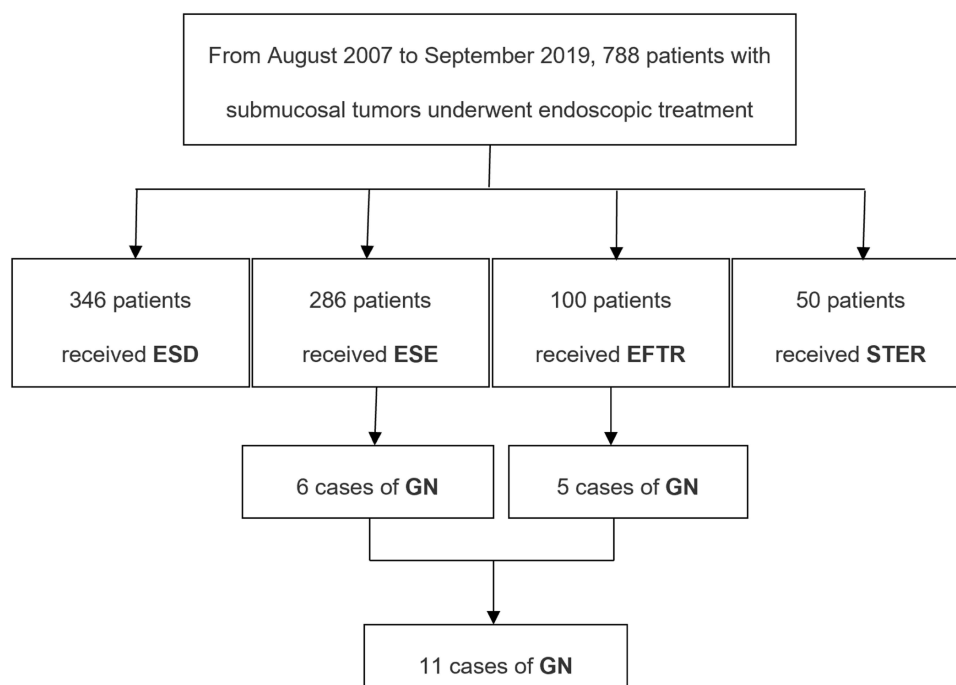 From August 2007 to September 2019, 788 patients with
submucosal tumors underwent endoscopic treatment
346 patients
received ESD
286 patients
received ESE
100 patients
received EFTR
50 patients
received STER
6 cases of GN
5 cases of GN
11 cases of GN